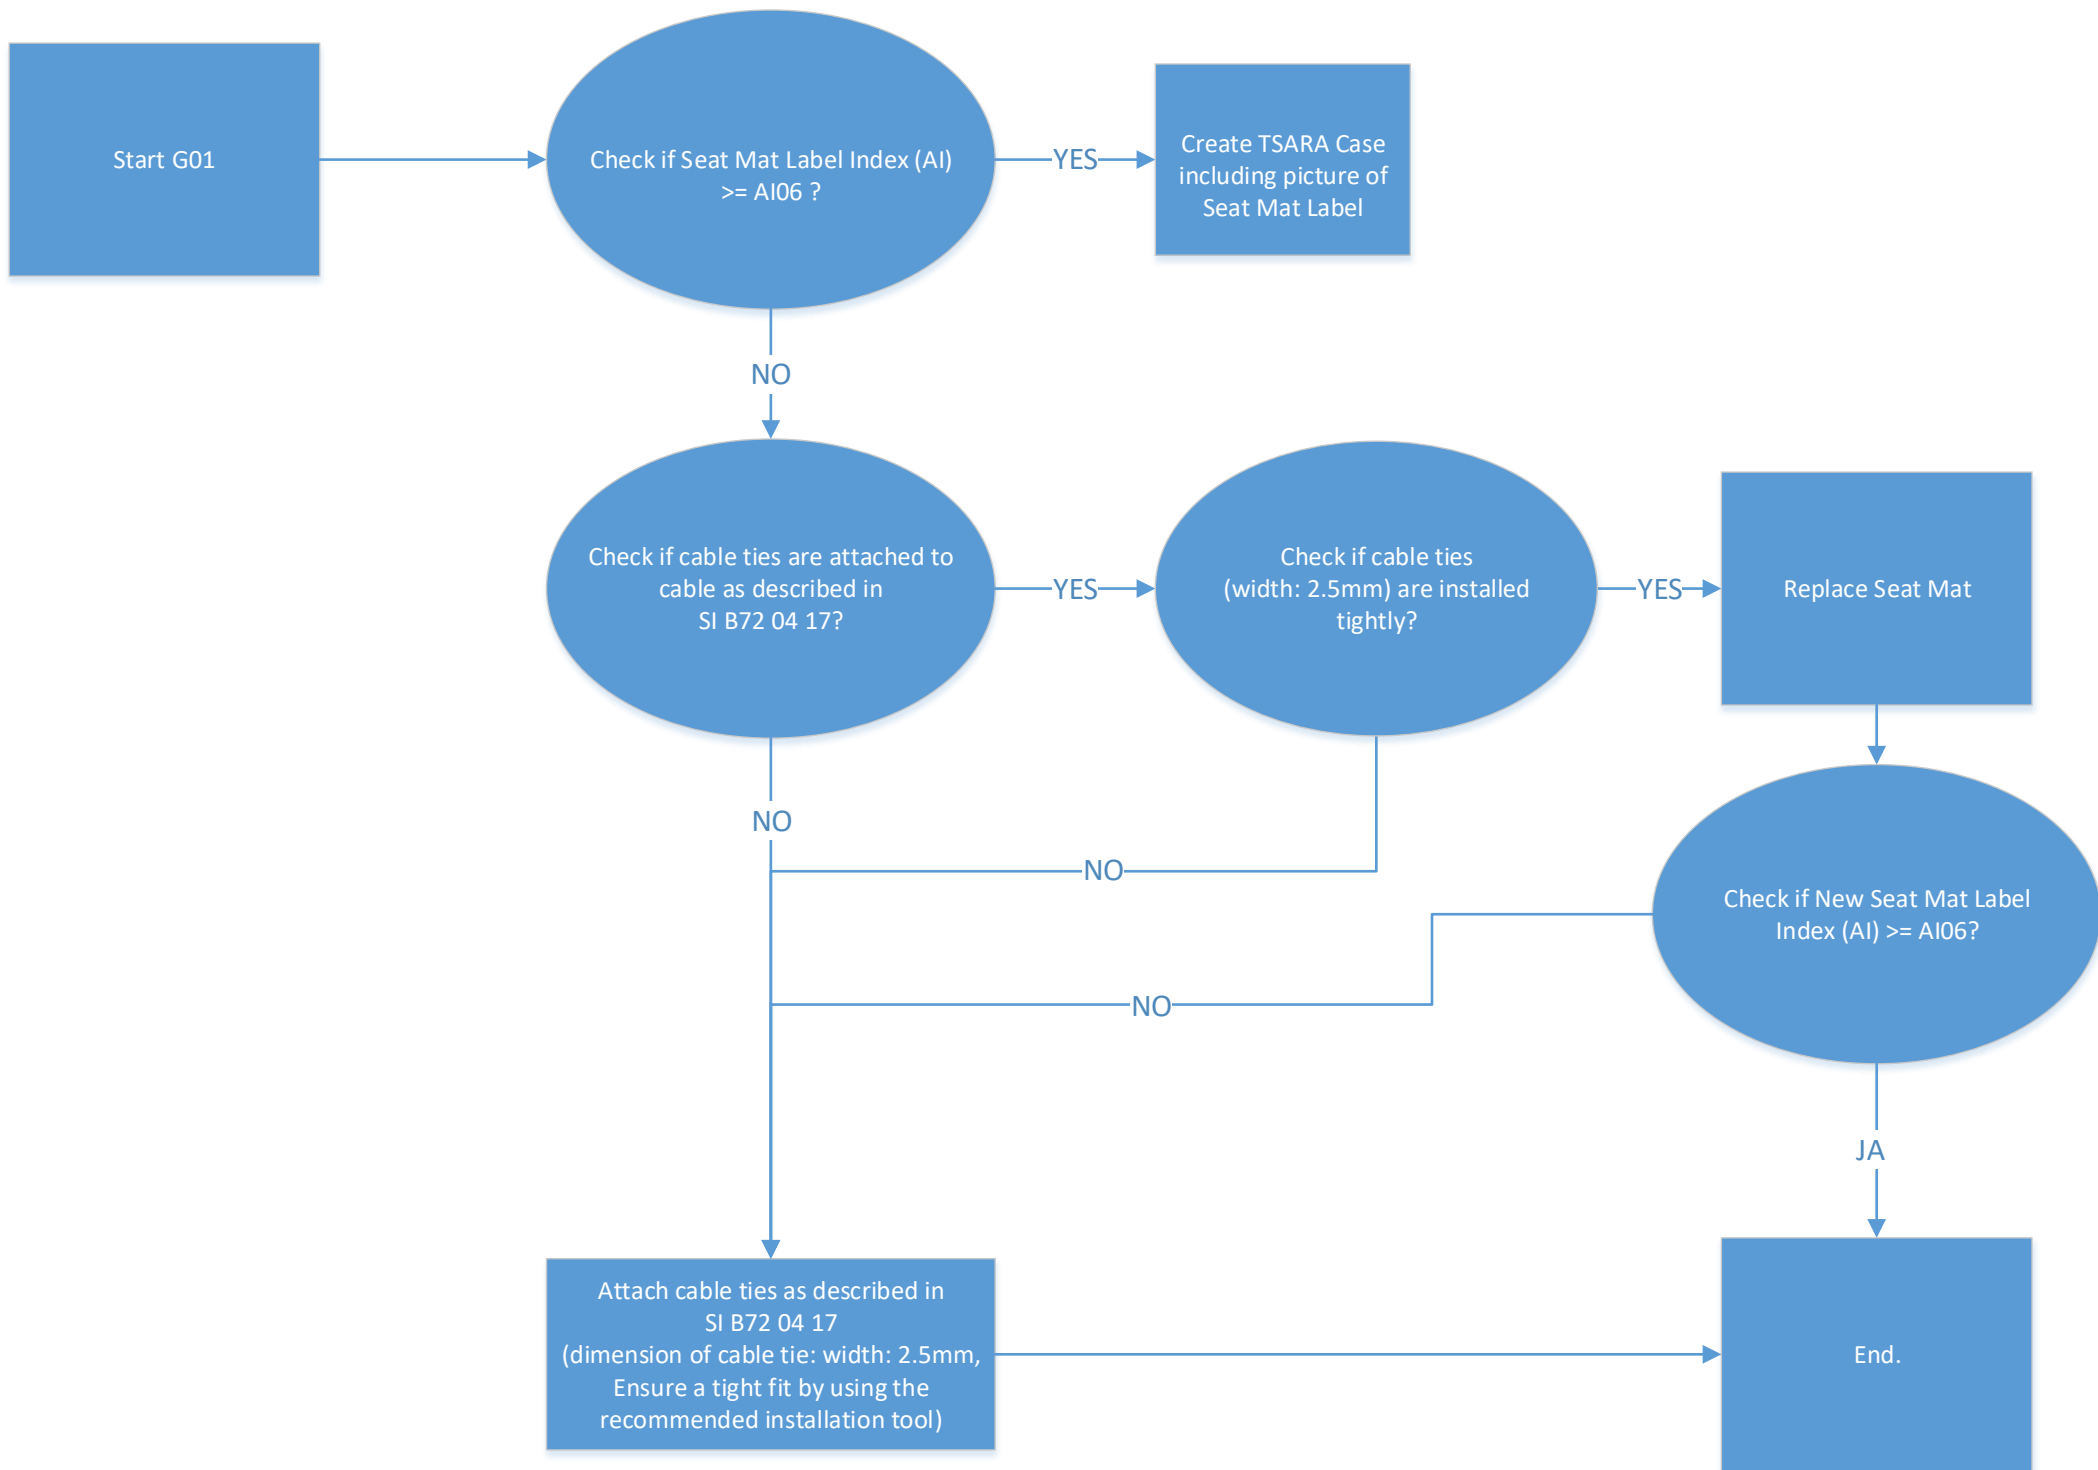 Start G01
Check if Seat Mat Label Index (AI)
>= AI06 ?
YES
Create TSARA Case
including picture of
Seat Mat Label
NO
Check if cable ties are attached to
cable as described in
SI B72 04 17?
YES
Check if cable ties
(width: 2.5mm) are installed
tightly?
YES
Replace Seat Mat
NO
NO
Check if New Seat Mat Label
Index (AI) >= AI06?
NO
JA
Attach cable ties as described in
SI B72 04 17
(dimension of cable tie: width: 2.5mm,
Ensure a tight fit by using the
recommended installation tool)
End.